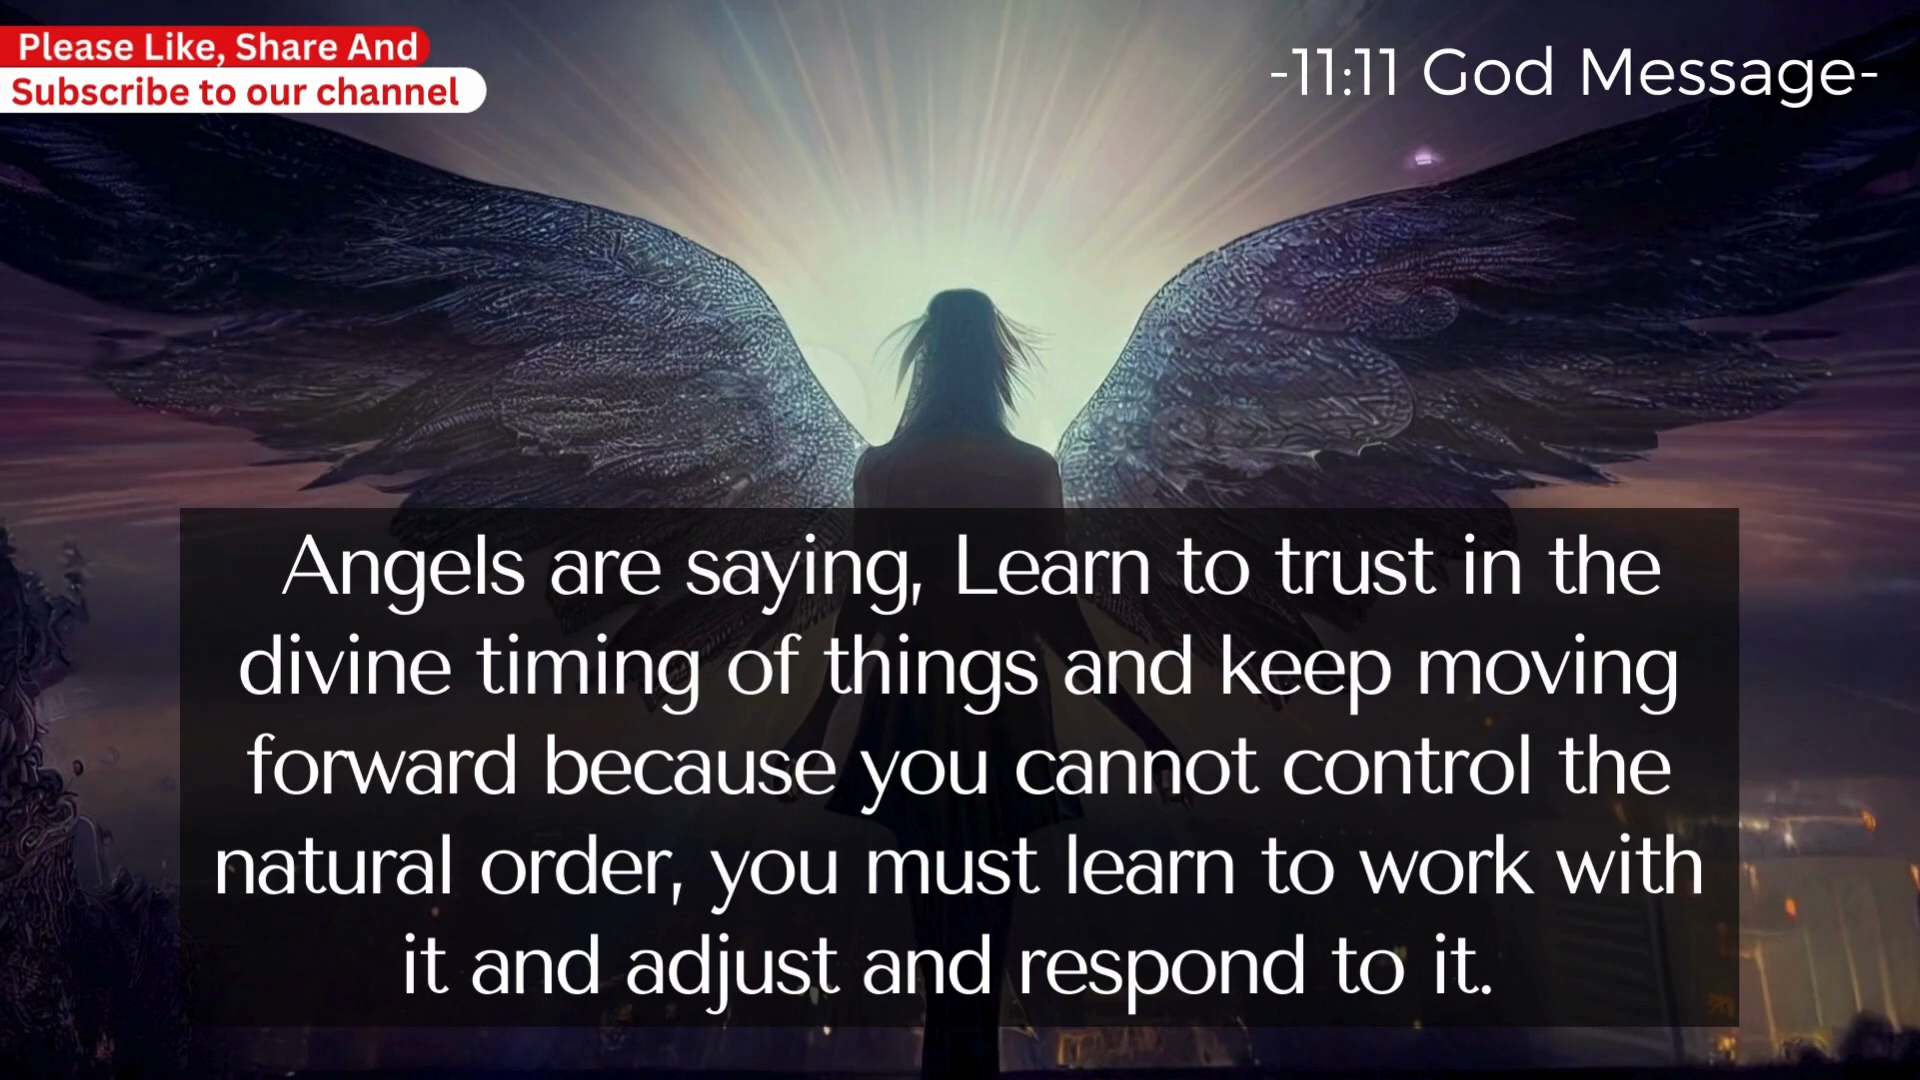 Please Like, Share And
Subscribe to our channel
-11:11 God Message-
Angels are saying, Learn to trust in the
divine timing of things and keep moving
forward because you cannot control the
natural order, you must learn to work with
it and adjust and respond to it.